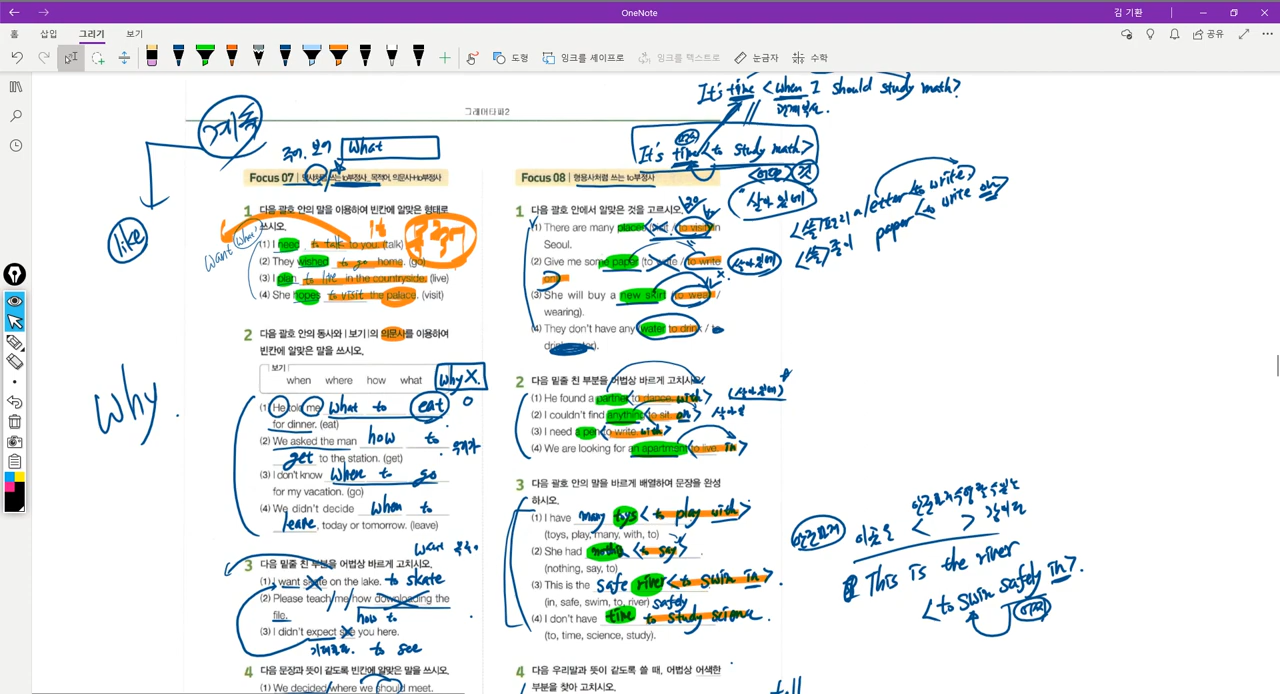 OneNote
김 기환
홈 삽입 그리기 보기
공유
도형 잉크를 셰이프로 잉크를 텍스트로 눈금자 수학
그래머타파2
It's time <when I should study math?
It's time <to study math>
what
like
want what
Why.
Focus 07 | 명사처럼 쓰는 to부정사_목적어, 의문사+to부정사
1 다음 괄호 안의 말을 이용하여 빈칸에 알맞은 형태로
쓰시오.
(1) I need to talk to you. (talk)
(2) They wished to go home. (go)
(3) I plan to live in the countryside. (live)
(4) She hopes to visit the palace. (visit)
2 다음 괄호 안의 동사와 | 보기 |의 의문사를 이용하여
빈칸에 알맞은 말을 쓰시오.
보기
when where how what why X.
(1) He told me what to eat
for dinner. (eat)
(2) We asked the man how to
get to the station. (get)
(3) I don't know where to go
for my vacation. (go)
(4) We didn't decide when to
leave, today or tomorrow. (leave)
3 다음 밑줄 친 부분을 어법상 바르게 고치시오.
(1) I want skate on the lake. to skate
(2) Please teach me how downloading the
file. how to
(3) I didn't expect see you here.
to see
4 다음 문장과 뜻이 같도록 빈칸에 알맞은 말을 쓰시오.
(1) We decided where we should meet.
Focus 08 | 형용사처럼 쓰는 to부정사
1 다음 괄호 안에서 알맞은 것을 고르시오.
(1) There are many places (visit / to visit) in
Seoul.
(2) Give me some paper (to write / to write
on).
(3) She will buy a new skirt (to wear /
wearing).
(4) They don't have any water to drink / to
2 다음 밑줄 친 부분을 어법상 바르게 고치시오.
(1) He found a partner to dance. with>
(2) I couldn't find anything to sit. on>
(3) I need a pen to write. with>
(4) We are looking for an apartment to live. in>
3 다음 괄호 안의 말을 바르게 배열하여 문장을 완성
하시오.
(1) I have many toys <to play with>
(toys, play, many, with, to)
(2) She had nothing <to say>.
(nothing, say, to)
(3) This is the safe river <to swim in>.
(in, safe, swim, to, river) safely
(4) I don't have time to study science.
(to, time, science, study).
4 다음 우리말과 뜻이 같도록 쓸 때, 어법상 어색한
부분을 찾아 고치시오.
a letter <to write>
paper <to write on>
This is the river
<to swim safely in>.